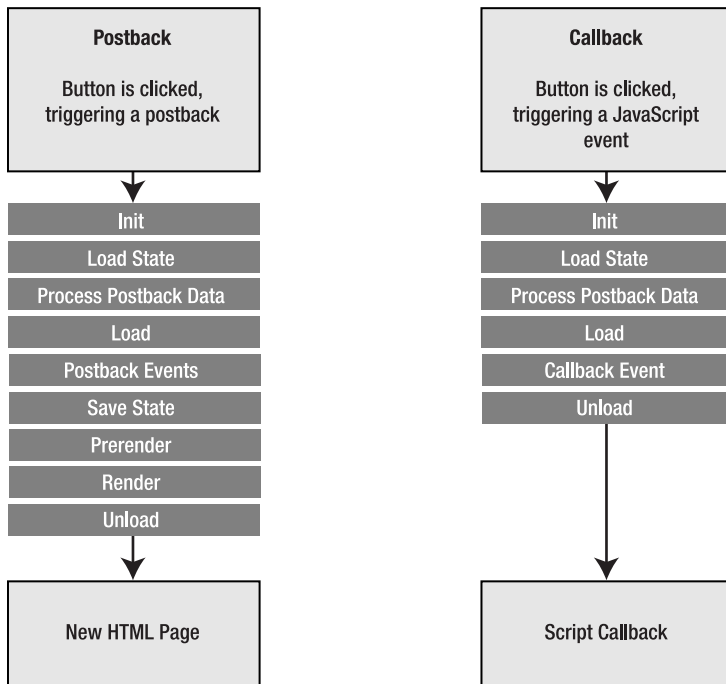 Postback
Button is clicked,
triggering a postback
Init
Load State
Process Postback Data
Load
Postback Events
Save State
Prerender
Render
Unload
New HTML Page
Callback
Button is clicked,
triggering a JavaScript
event
Init
Load State
Process Postback Data
Load
Callback Event
Unload
Script Callback